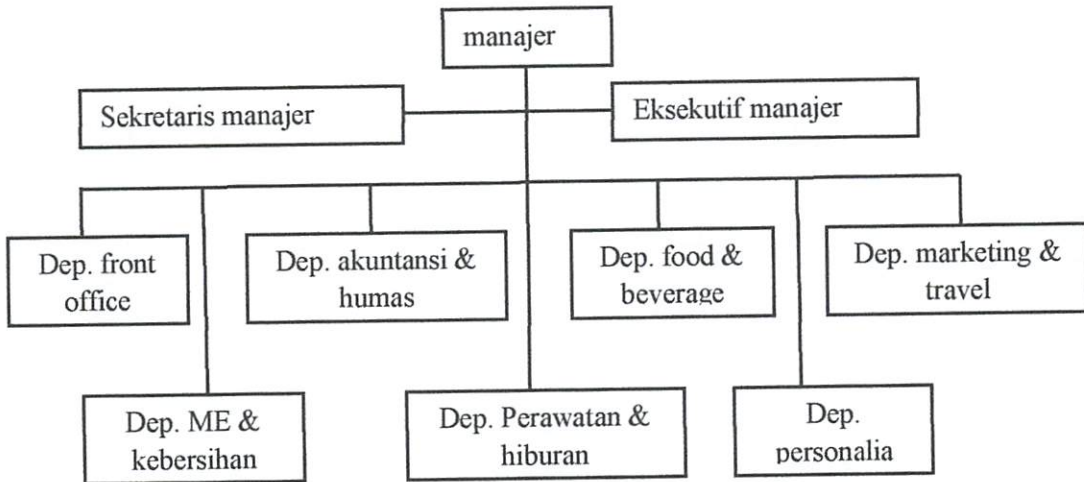 manajer
Sekretaris manajer
Eksekutif manajer
Dep. front
office
Dep. akuntansi &
humas
Dep. food &
beverage
Dep. marketing &
travel
Dep. ME &
kebersihan
Dep. Perawatan &
hiburan
Dep.
personalia